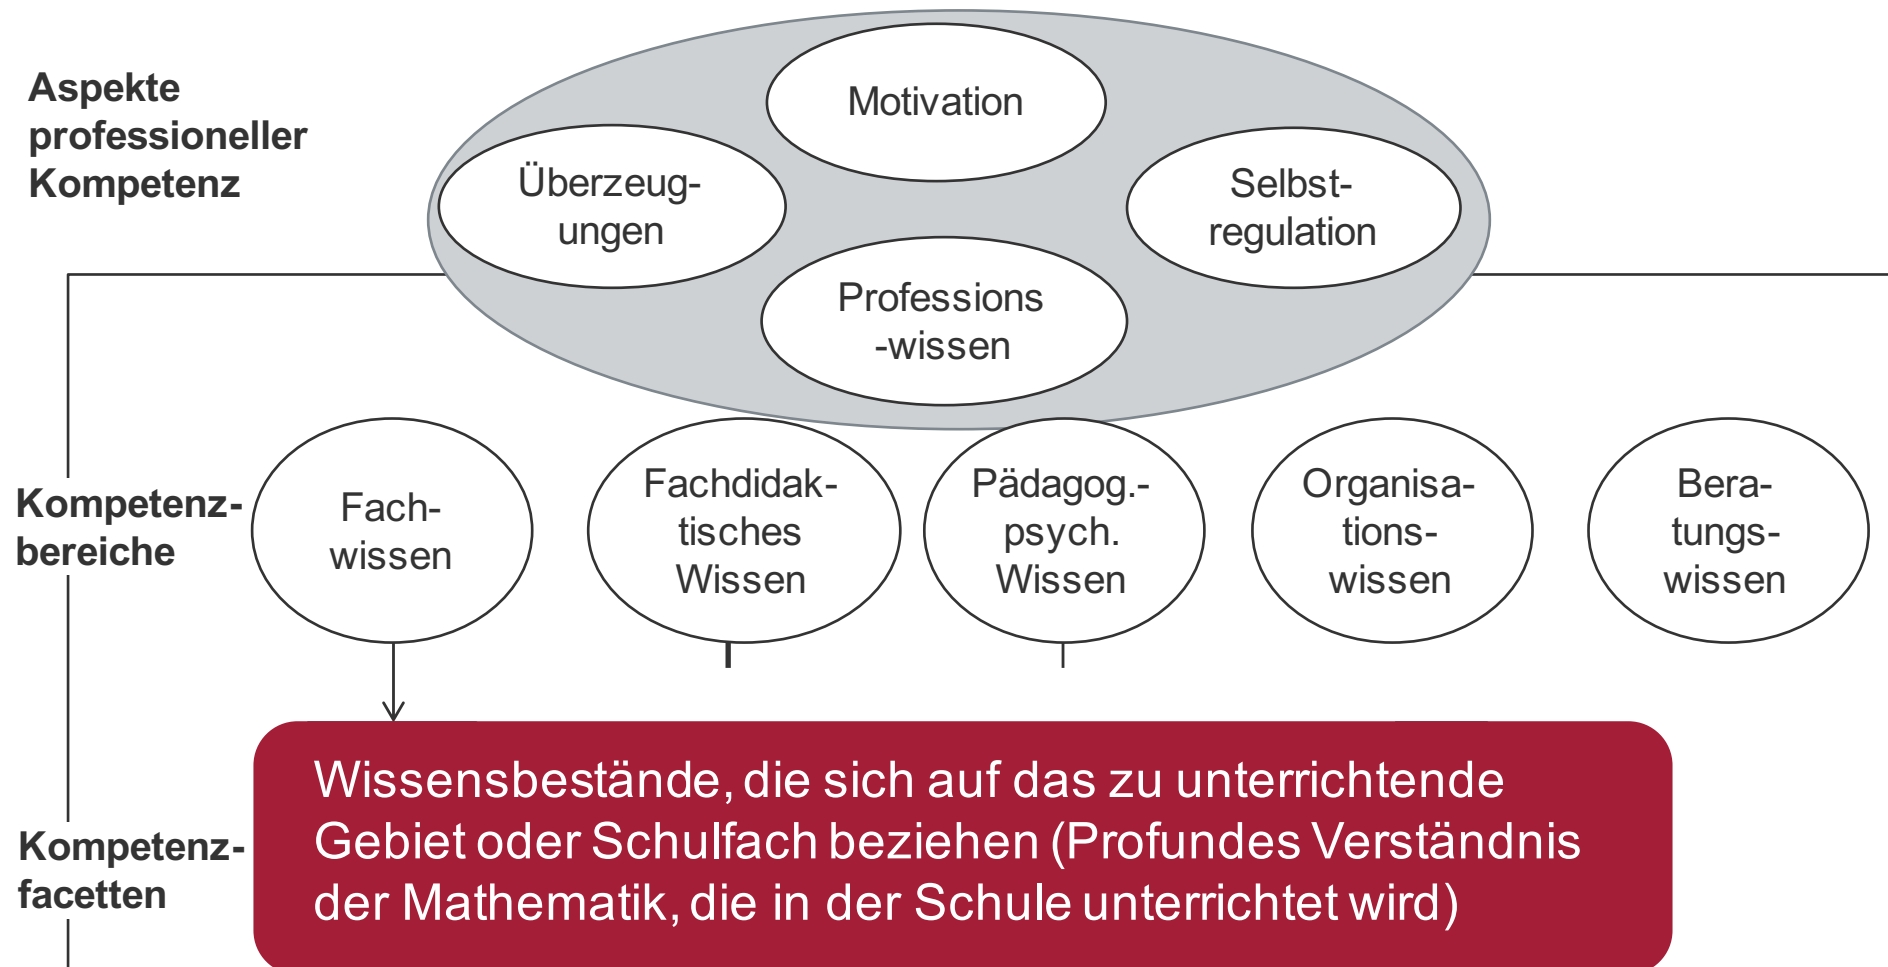 Aspekte
professioneller
Kompetenz
Motivation
Überzeug-
ungen
Selbst-
regulation
Professions
-wissen
Kompetenz-
bereiche
Fach-
wissen
Fachdidak-
tisches
Wissen
Pädagog.-
psych.
Wissen
Organisa-
tions-
wissen
Bera-
tungs-
wissen
Kompetenz-
facetten
Wissensbestände, die sich auf das zu unterrichtende
Gebiet oder Schulfach beziehen (Profundes Verständnis
der Mathematik, die in der Schule unterrichtet wird)